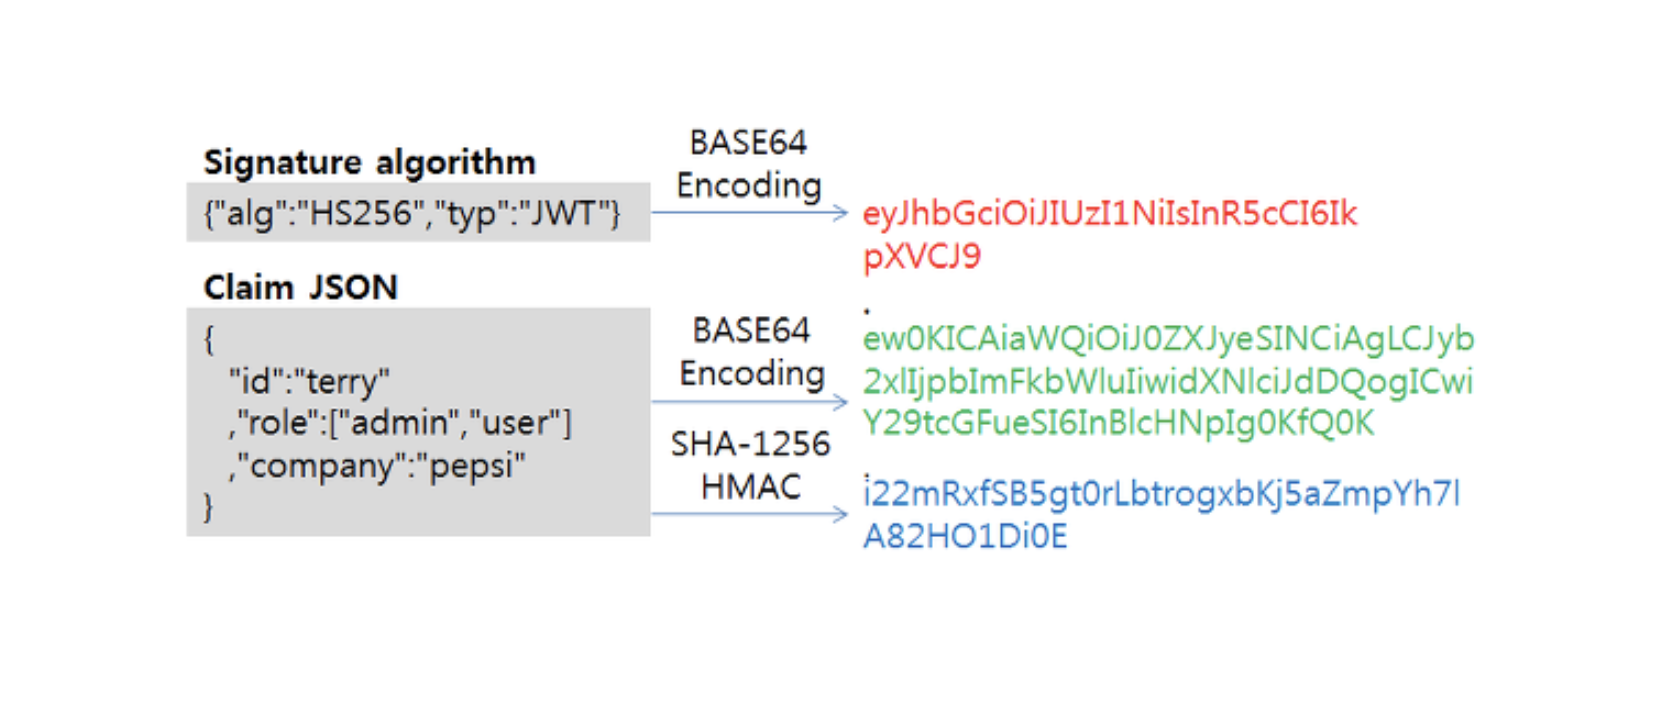 Signature algorithm
{"alg":"HS256","typ":"JWT"}
BASE64
Encoding
eyJhbGciOiJIUzI1NiIsInR5cCI6Ik
pXVCJ9
.
Claim JSON
{
"id":"terry"
,"role":["admin","user"]
,"company":"pepsi"
}
BASE64
Encoding
ew0KICAiaWQiOiJ0ZXJyeSINCiAgLCJyb
2xlIjpbImFkbWluIiwidXNlciJdDQogICwi
Y29tcGFueSI6InBlcHNpIg0KfQ0K
.
SHA-1256
HMAC
i22mRxfSB5gt0rLbtrogxbKj5aZmpYh7l
A82HO1Di0E